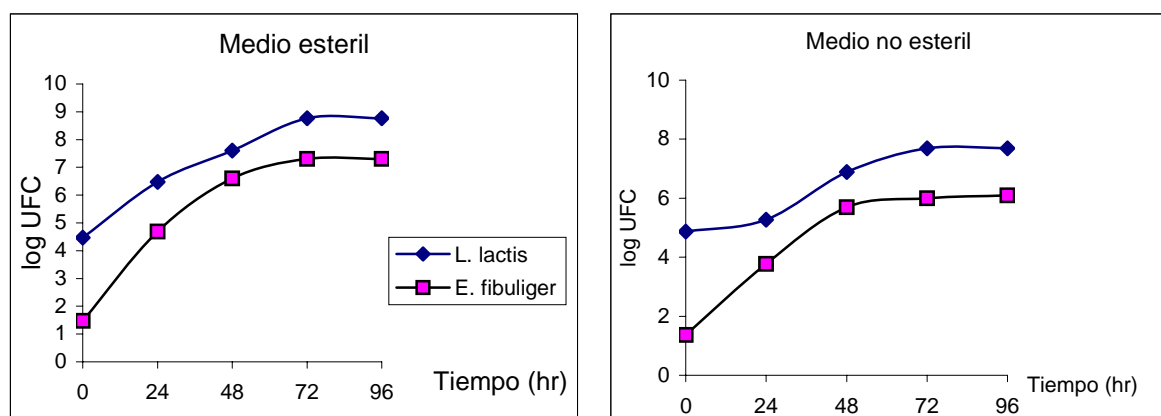 Medio esteril
log UFC
10
9
8
7
6
5
4
3
2
1
0
0 24 48 72 96
Tiempo (hr)
L. lactis
E. fibuliger
Medio no esteril
log UFC
10
8
6
4
2
0
0 24 48 72 96
Tiempo (hr)